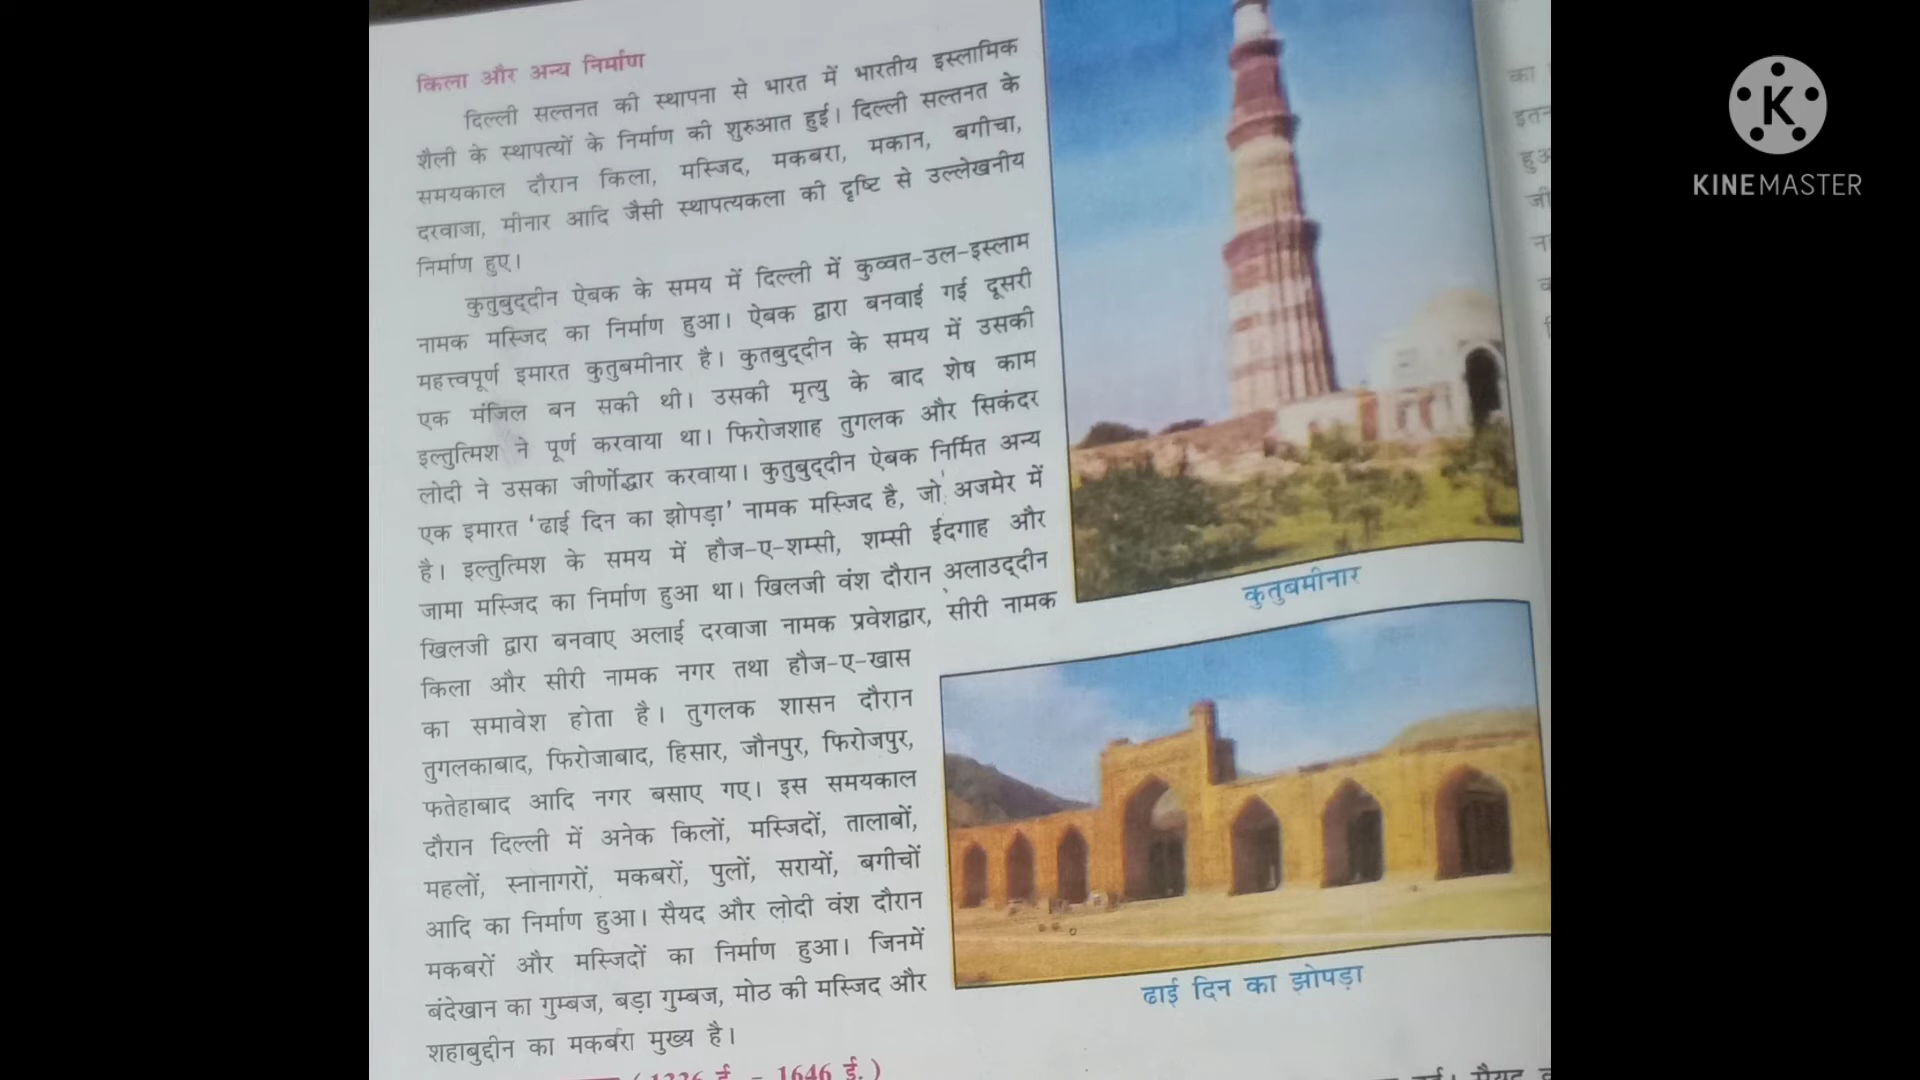 किला और अन्य निर्माण
दिल्ली सल्तनत की स्थापना से भारत में भारतीय इस्लामिक
शैली के स्थापत्यों के निर्माण की शुरुआत हुई। दिल्ली सल्तनत के
समयकाल दौरान किला, मस्जिद, मकबरा, मकान, बगीचा,
दरवाजा, मीनार आदि जैसी स्थापत्यकला की दृष्टि से उल्लेखनीय
निर्माण हुए।
कुतुबुद्दीन ऐबक के समय में दिल्ली में कुव्वत-उल-इस्लाम
नामक मस्जिद का निर्माण हुआ। ऐबक द्वारा बनवाई गई दूसरी
महत्त्वपूर्ण इमारत कुतुबमीनार है। कुतबुद्दीन के समय में उसकी
एक मंजिल बन सकी थी। उसकी मृत्यु के बाद शेष काम
इल्तुत्मिश ने पूर्ण करवाया था। फिरोजशाह तुगलक और सिकंदर
लोदी ने उसका जीर्णोद्धार करवाया। कुतुबुद्दीन ऐबक निर्मित अन्य
एक इमारत ‘ढाई दिन का झोपड़ा’ नामक मस्जिद है, जो अजमेर में
है। इल्तुत्मिश के समय में हौज-ए-शम्सी, शम्सी ईदगाह और
जामा मस्जिद का निर्माण हुआ था। खिलजी वंश दौरान अलाउद्दीन
खिलजी द्वारा बनवाए अलाई दरवाजा नामक प्रवेशद्वार, सीरी नामक
किला और सीरी नामक नगर तथा हौज-ए-खास
का समावेश होता है। तुगलक शासन दौरान
तुगलकाबाद, फिरोजाबाद, हिसार, जौनपुर, फिरोजपुर,
फतेहाबाद आदि नगर बसाए गए। इस समयकाल
दौरान दिल्ली में अनेक किलों, मस्जिदों, तालाबों,
महलों, स्नानागरों, मकबरों, पुलों, सरायों, बगीचों
आदि का निर्माण हुआ। सैयद और लोदी वंश दौरान
मकबरों और मस्जिदों का निर्माण हुआ। जिनमें
बंदेखान का गुम्बज, बड़ा गुम्बज, मोठ की मस्जिद और
शहाबुद्दीन का मकबरा मुख्य है।
कुतुबमीनार
ढाई दिन का झोपड़ा
1646 ई.)
K
KINEMASTER